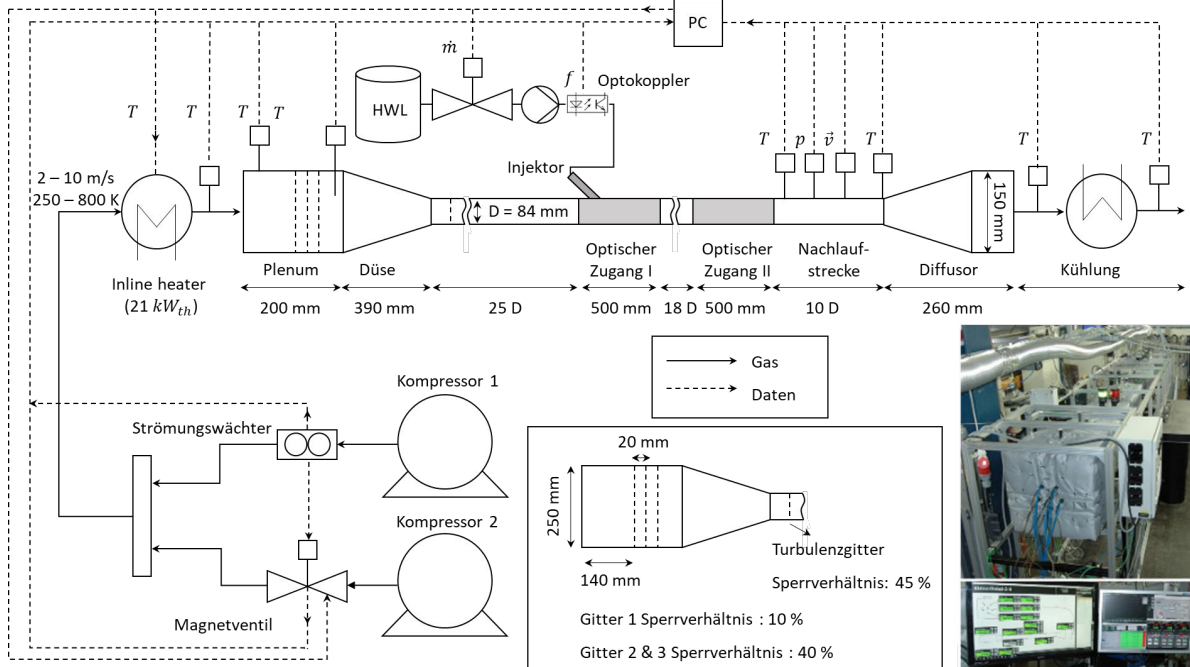 PC
ṁ
f
Optokoppler
HWL
T
T
T
T
T
p
v⃗
T
T
T
Injektor
2 – 10 m/s
250 – 800 K
D = 84 mm
150 mm
Inline heater
(21 kW_th)
Plenum
Düse
Optischer
Zugang I
Optischer
Zugang II
Nachlauf-
strecke
Diffusor
Kühlung
200 mm
390 mm
25 D
500 mm
18 D
500 mm
10 D
260 mm
Gas
Daten
Kompressor 1
Strömungswächter
Kompressor 2
Magnetventil
20 mm
250 mm
140 mm
Turbulenzgitter
Sperrverhältnis: 45 %
Gitter 1 Sperrverhältnis : 10 %
Gitter 2 & 3 Sperrverhältnis : 40 %